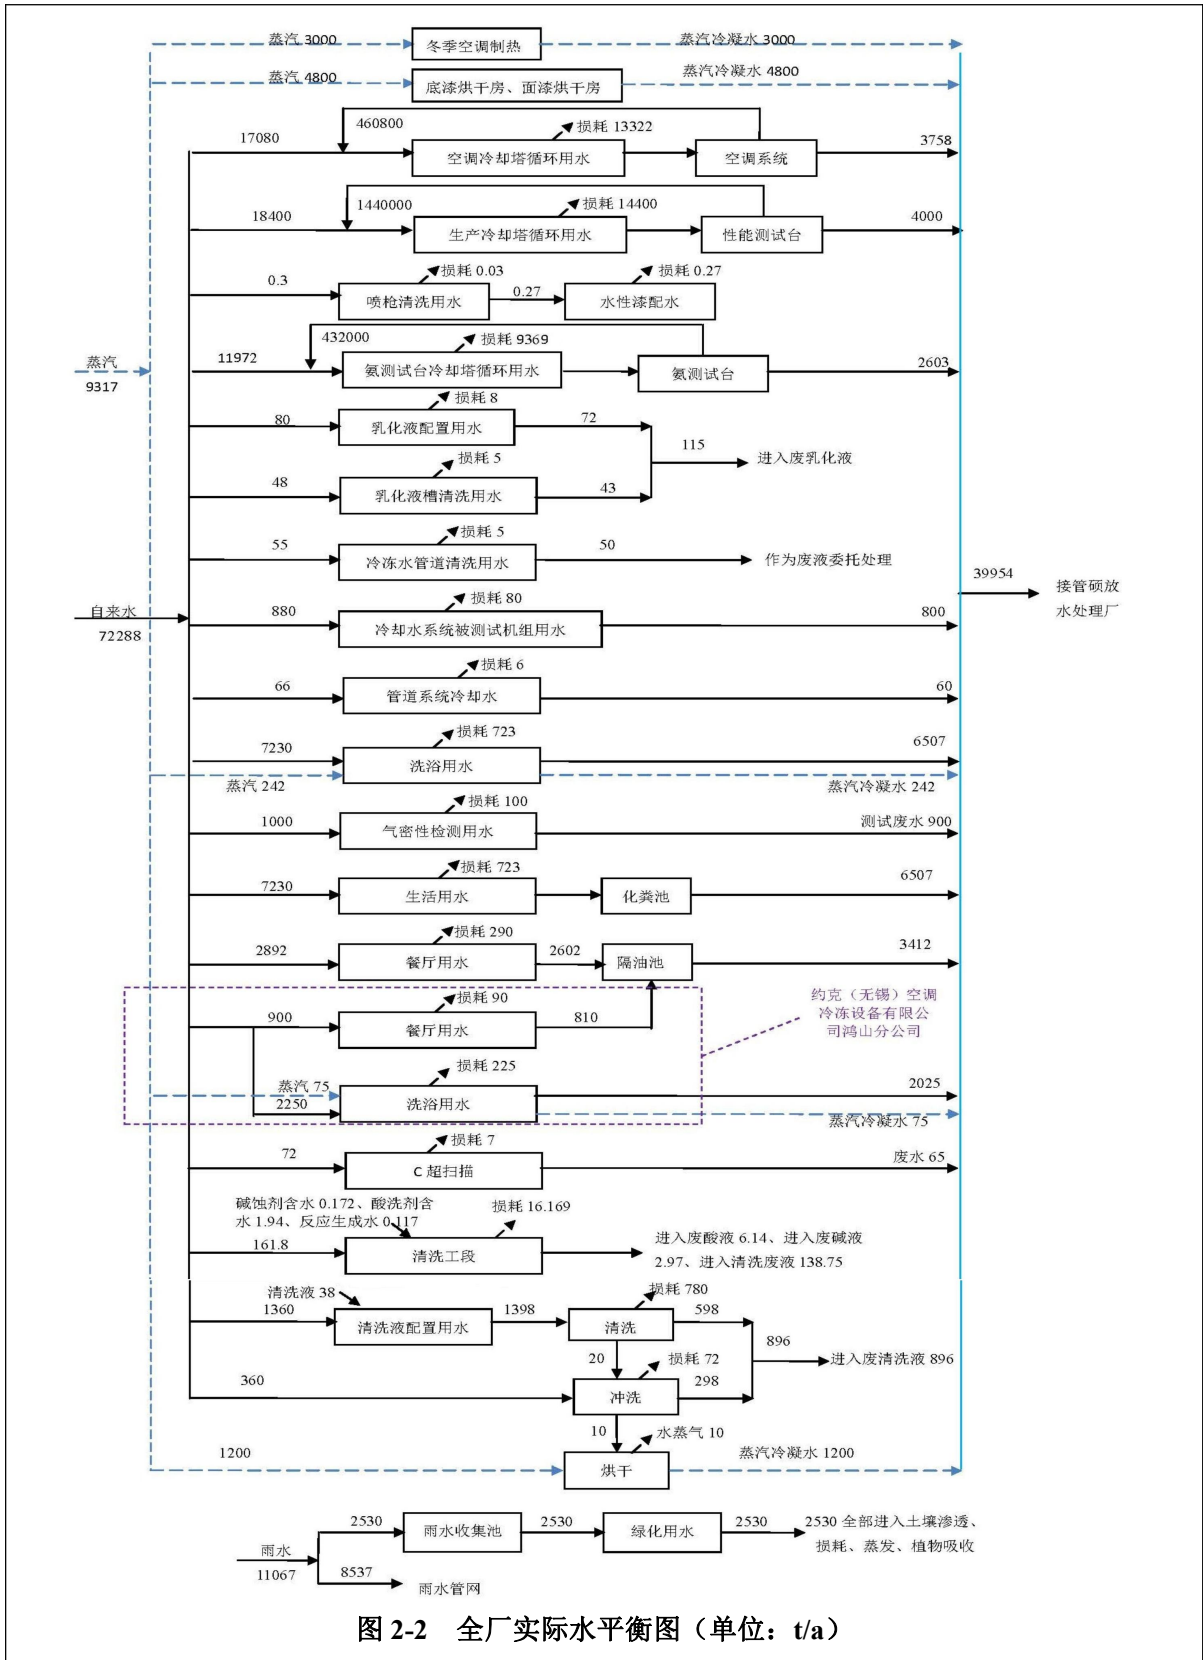 蒸汽 3000
冬季空调制热
蒸汽冷凝水 3000
蒸汽 4800
底漆烘干房、面漆烘干房
蒸汽冷凝水 4800
17080
460800
损耗 13322
空调冷却塔循环用水
空调系统
3758
18400
1440000
损耗 14400
生产冷却塔循环用水
性能测试台
4000
0.3
损耗 0.03
喷枪清洗用水
0.27
损耗 0.27
水性漆配水
蒸汽
9317
11972
432000
损耗 9369
氨测试台冷却塔循环用水
氨测试台
2603
80
损耗 8
乳化液配置用水
72
115
进入废乳化液
48
损耗 5
乳化液槽清洗用水
43
55
损耗 5
冷冻水管道清洗用水
50
作为废液委托处理
39954
接管硕放
水处理厂
自来水
72288
880
损耗 80
冷却水系统被测试机组用水
800
66
损耗 6
管道系统冷却水
60
7230
损耗 723
洗浴用水
6507
蒸汽 242
蒸汽冷凝水 242
1000
损耗 100
气密性检测用水
测试废水 900
7230
损耗 723
生活用水
化粪池
6507
2892
损耗 290
餐厅用水
2602
隔油池
3412
900
损耗 90
餐厅用水
810
约克（无锡）空调
冷冻设备有限公
司鸿山分公司
蒸汽 75
2250
损耗 225
洗浴用水
2025
蒸汽冷凝水 75
72
损耗 7
C 超扫描
废水 65
碱蚀剂含水 0.172、酸洗剂含
水 1.94、反应生成水 0.117
损耗 16.169
161.8
清洗工段
进入废酸液 6.14、进入废碱液
2.97、进入清洗废液 138.75
清洗液 38
1360
清洗液配置用水
1398
损耗 780
清洗
598
896
进入废清洗液 896
20
损耗 72
360
冲洗
298
10
水蒸气 10
1200
烘干
蒸汽冷凝水 1200
雨水
11067
2530
雨水收集池
2530
绿化用水
2530
2530 全部进入土壤渗透、
损耗、蒸发、植物吸收
8537
雨水管网
图 2-2 全厂实际水平衡图（单位：t/a）